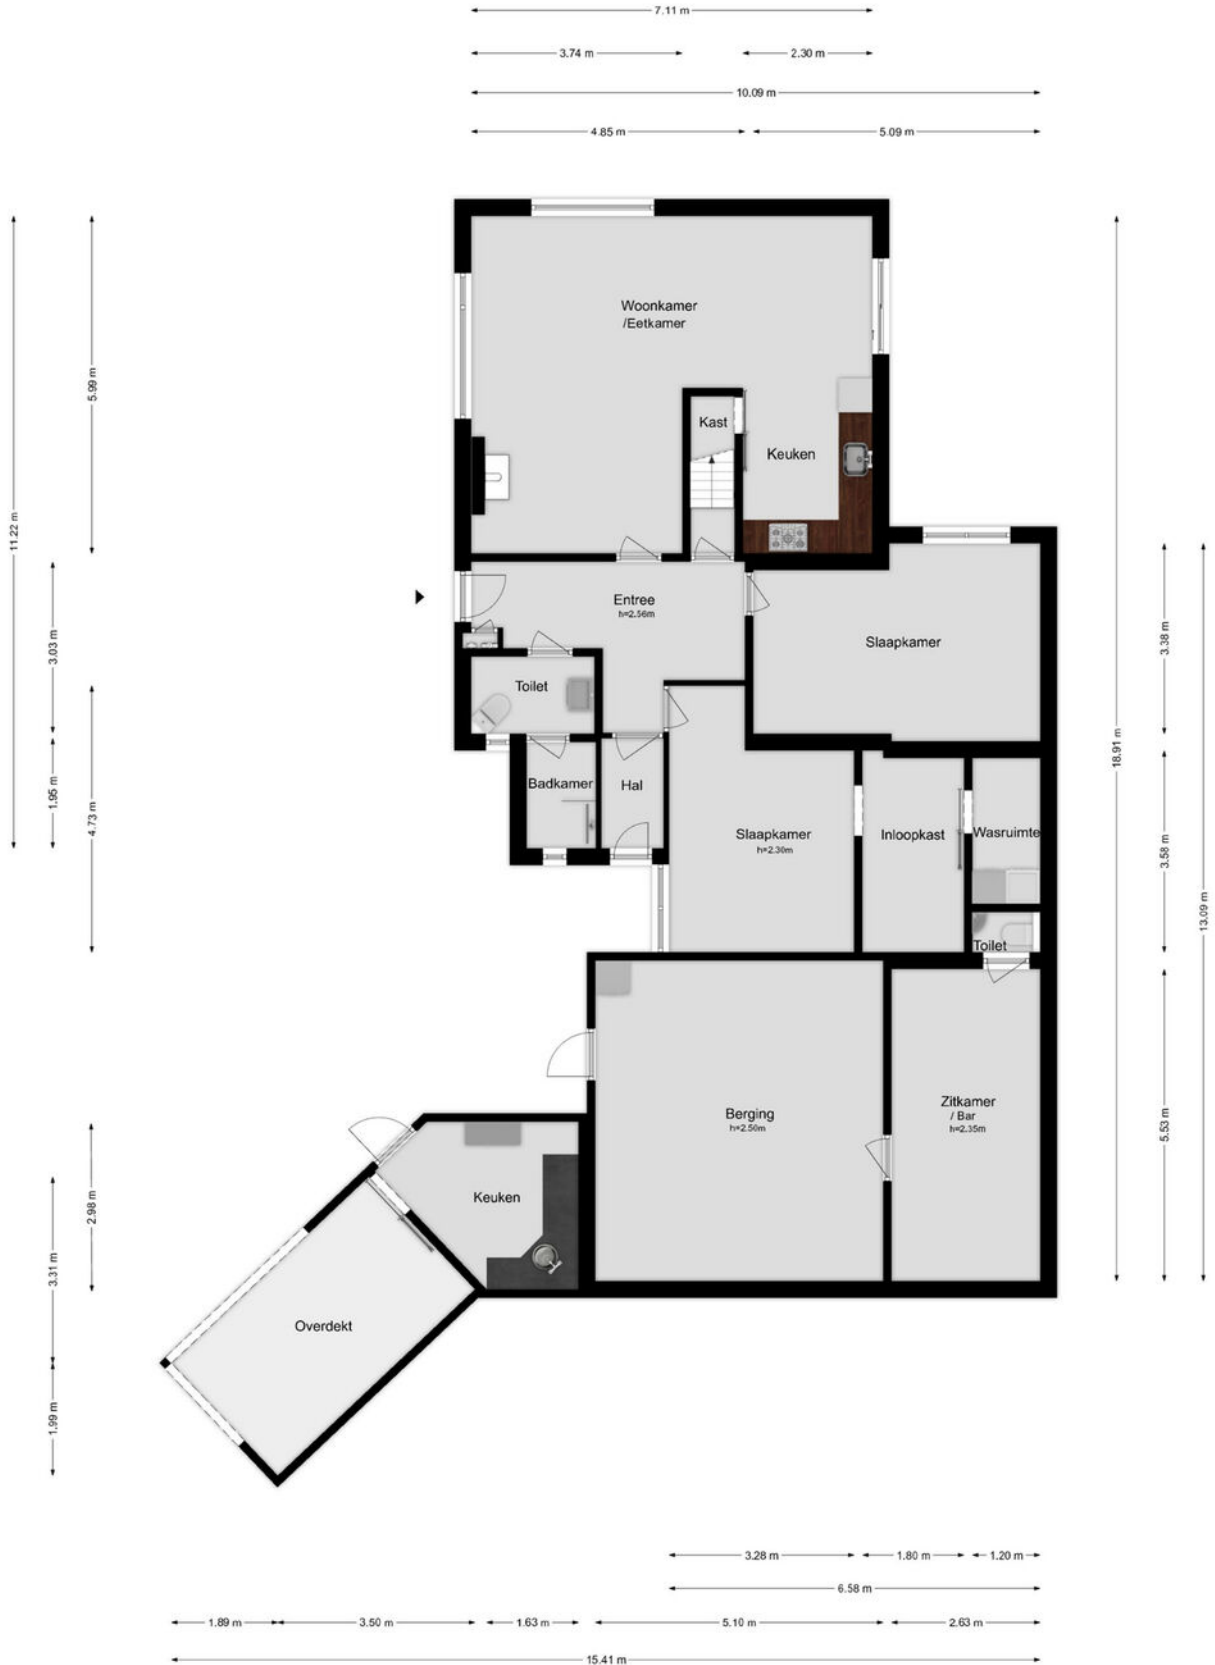 7.11 m
3.74 m
2.30 m
10.09 m
4.85 m
5.09 m
Woonkamer
/Eetkamer
5.99 m
11.22 m
Kast
Keuken
Entree
h=2.56m
Slaapkamer
3.03 m
3.38 m
Toilet
18.91 m
Badkamer
Hal
1.95 m
4.73 m
Slaapkamer
h=2.30m
Inloopkast
Wasruimte
3.58 m
13.09 m
Toilet
Berging
h=2.50m
Zitkamer
/ Bar
h=2.35m
5.53 m
Keuken
2.98 m
3.31 m
Overdekt
1.99 m
3.28 m
1.80 m
1.20 m
6.58 m
1.89 m
3.50 m
1.63 m
5.10 m
2.63 m
15.41 m